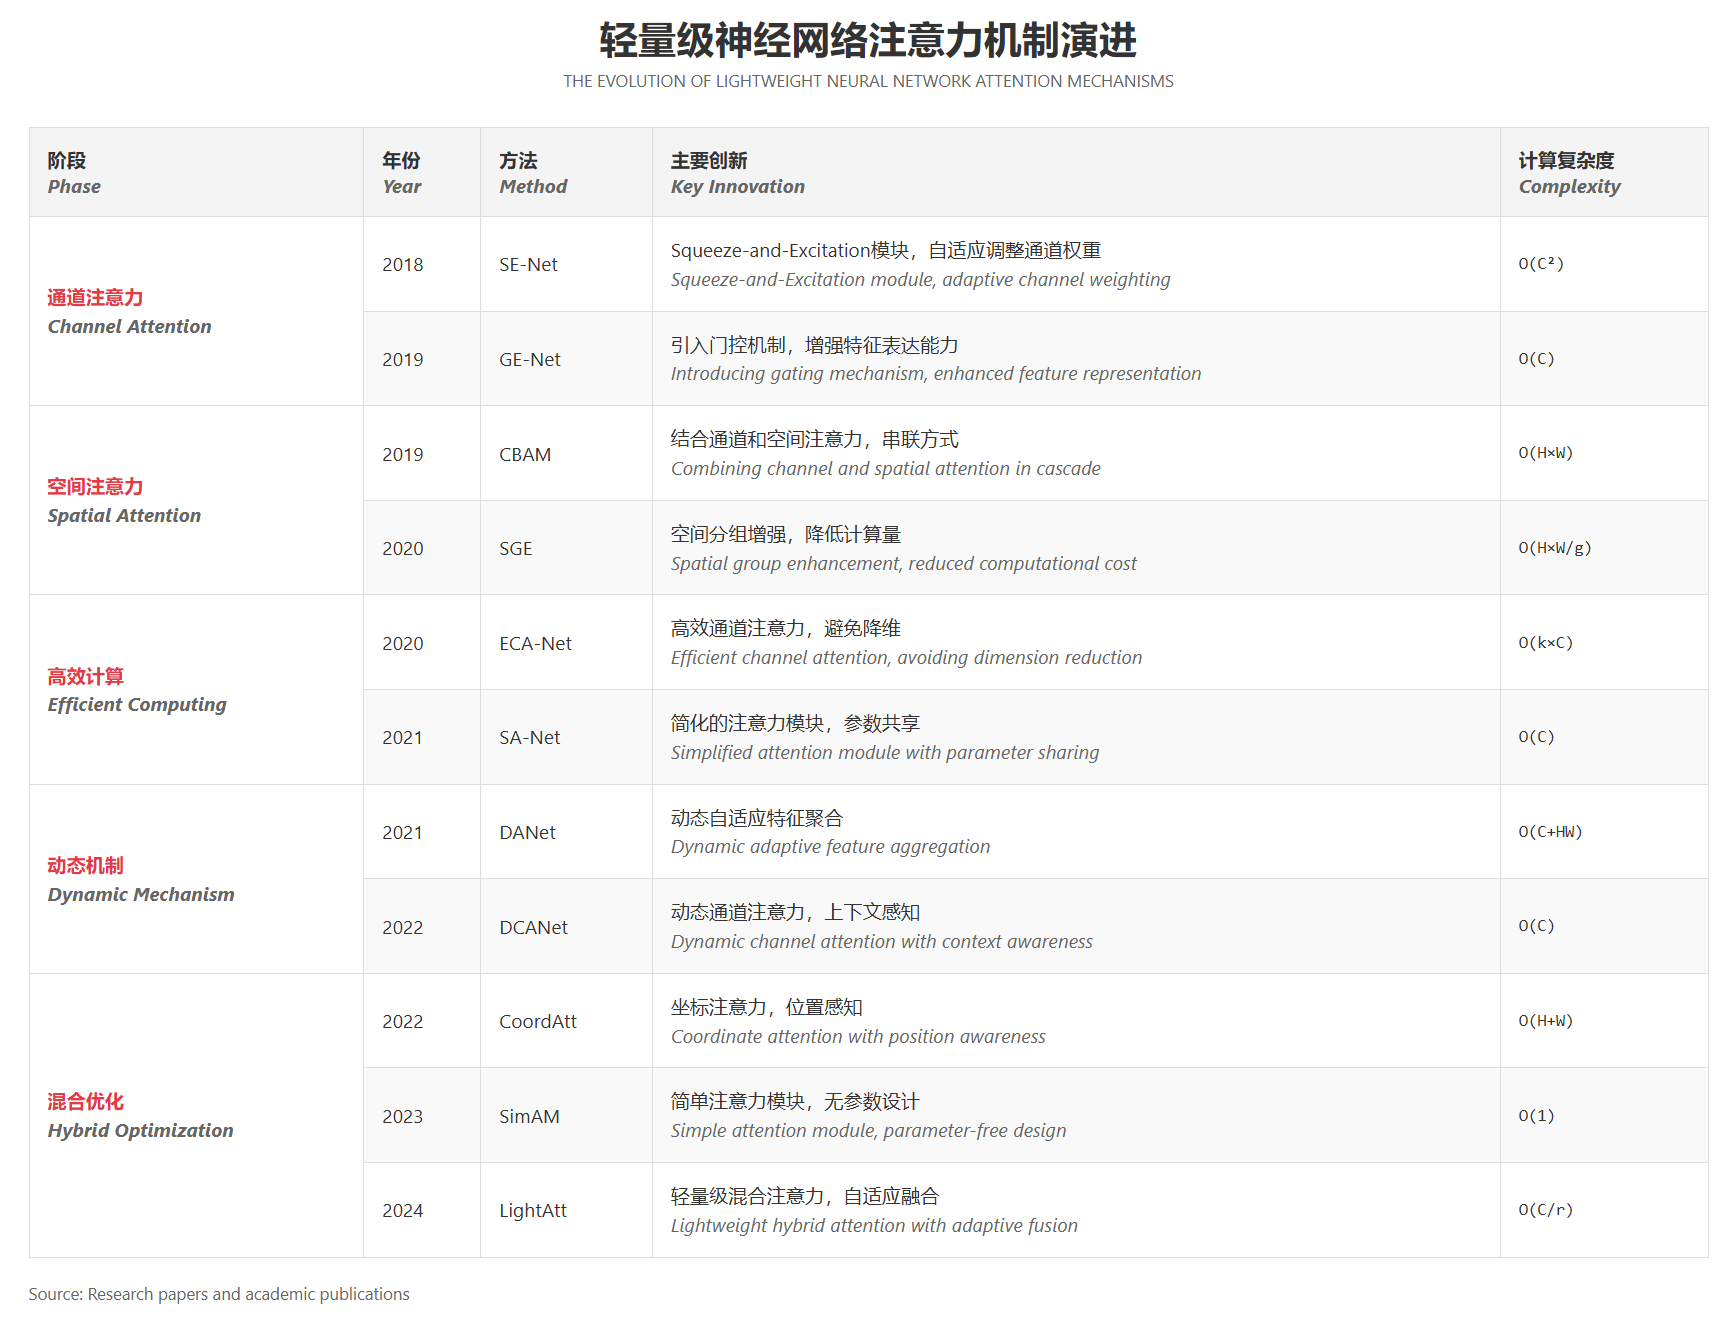 轻量级神经网络注意力机制演进
THE EVOLUTION OF LIGHTWEIGHT NEURAL NETWORK ATTENTION MECHANISMS
阶段 年份 方法 主要创新 计算复杂度
Phase Year Method Key Innovation Complexity
通道注意力
Channel Attention
2018 SE-Net
Squeeze-and-Excitation模块，自适应调整通道权重
Squeeze-and-Excitation module, adaptive channel weighting
O(C²)
2019 GE-Net
引入门控机制，增强特征表达能力
Introducing gating mechanism, enhanced feature representation
O(C)
空间注意力
Spatial Attention
2019 CBAM
结合通道和空间注意力，串联方式
Combining channel and spatial attention in cascade
O(H×W)
2020 SGE
空间分组增强，降低计算量
Spatial group enhancement, reduced computational cost
O(H×W/g)
高效计算
Efficient Computing
2020 ECA-Net
高效通道注意力，避免降维
Efficient channel attention, avoiding dimension reduction
O(k×C)
2021 SA-Net
简化的注意力模块，参数共享
Simplified attention module with parameter sharing
O(C)
动态机制
Dynamic Mechanism
2021 DANet
动态自适应特征聚合
Dynamic adaptive feature aggregation
O(C+HW)
2022 DCANet
动态通道注意力，上下文感知
Dynamic channel attention with context awareness
O(C)
混合优化
Hybrid Optimization
2022 CoordAtt
坐标注意力，位置感知
Coordinate attention with position awareness
O(H+W)
2023 SimAM
简单注意力模块，无参数设计
Simple attention module, parameter-free design
O(1)
2024 LightAtt
轻量级混合注意力，自适应融合
Lightweight hybrid attention with adaptive fusion
O(C/r)
Source: Research papers and academic publications